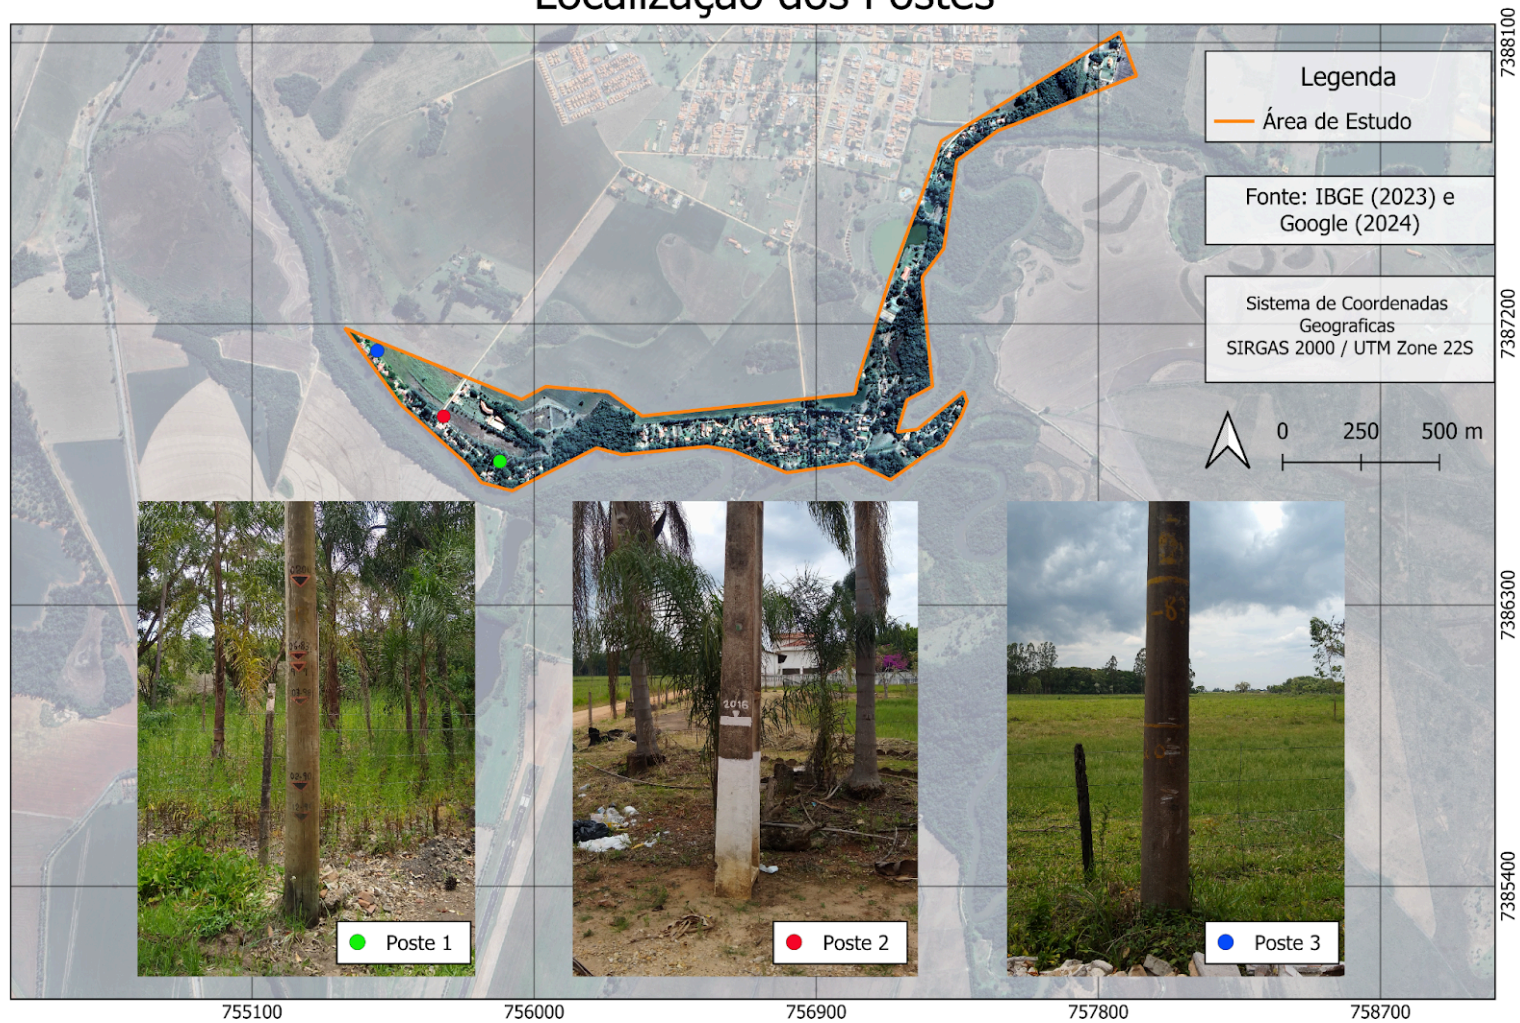 Localização dos Postes
Legenda
Área de Estudo
Fonte: IBGE (2023) e
Google (2024)
Sistema de Coordenadas
Geograficas
SIRGAS 2000 / UTM Zone 22S
0 250 500 m
7388100
7387200
7386300
7385400
2016
Poste 1
Poste 2
Poste 3
755100 756000 756900 757800 758700